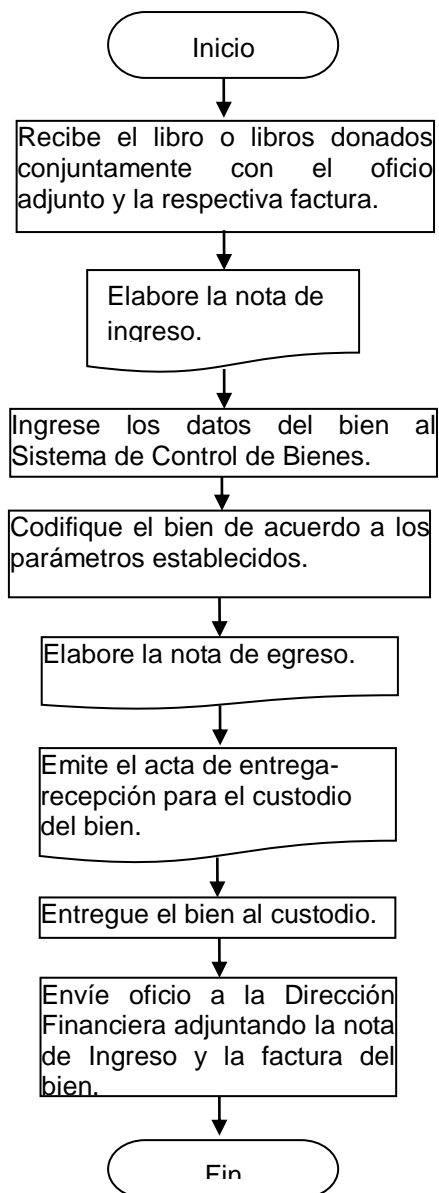 Inicio
Recibe el libro o libros donados
conjuntamente con el oficio
adjunto y la respectiva factura.
Elabore la nota de
ingreso.
Ingrese los datos del bien al
Sistema de Control de Bienes.
Codifique el bien de acuerdo a los
parámetros establecidos.
Elabore la nota de egreso.
Emite el acta de entrega-
recepción para el custodio
del bien.
Entregue el bien al custodio.
Envíe oficio a la Dirección
Financiera adjuntando la nota
de Ingreso y la factura del
bien.
Fin